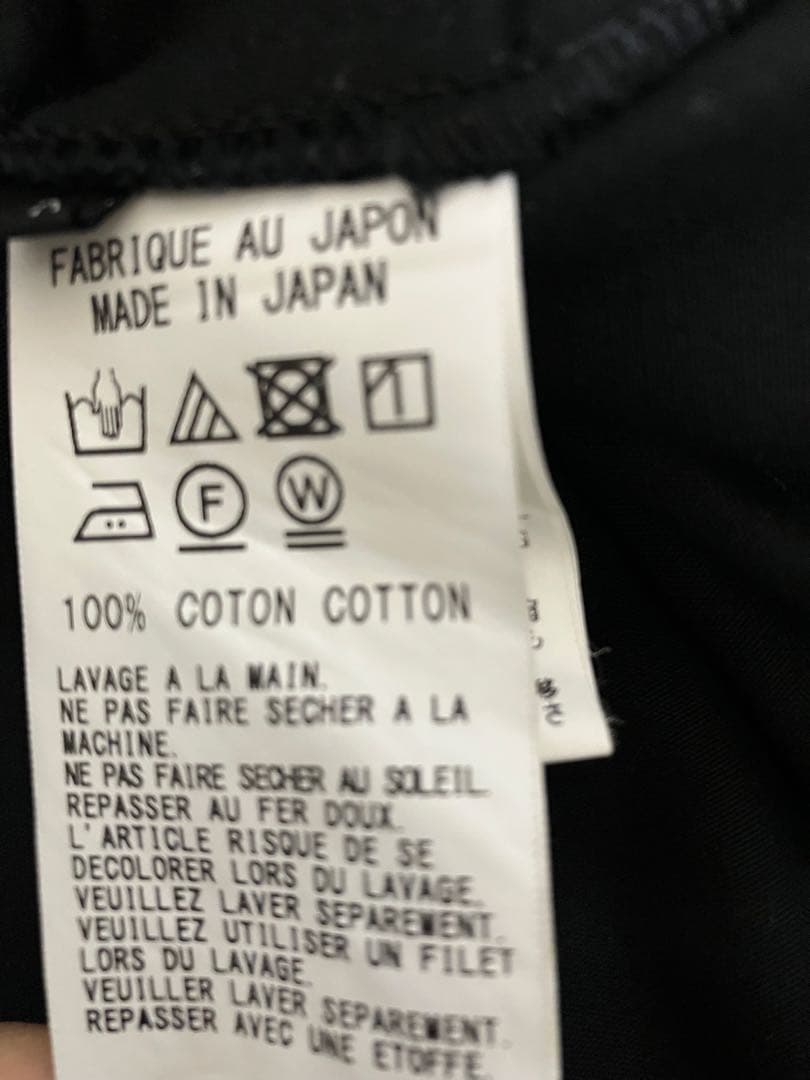 FABRIQUE AU JAPON
MADE IN JAPAN
F
W
100% COTON COTTON
LAVAGE A LA MAIN.
NE PAS FAIRE SECHER A LA
MACHINE.
NE PAS FAIRE SECHER AU SOLEIL.
REPASSER AU FER DOUX.
L'ARTICLE RISQUE DE SE
DECOLORER LORS DU LAVAGE.
VEUILLEZ LAVER SEPAREMENT.
VEUILLEZ UTILISER UN FILET
LORS DU LAVAGE.
VEUILLER LAVER SEPAREMENT.
REPASSER AVEC UNE ETOFFE.